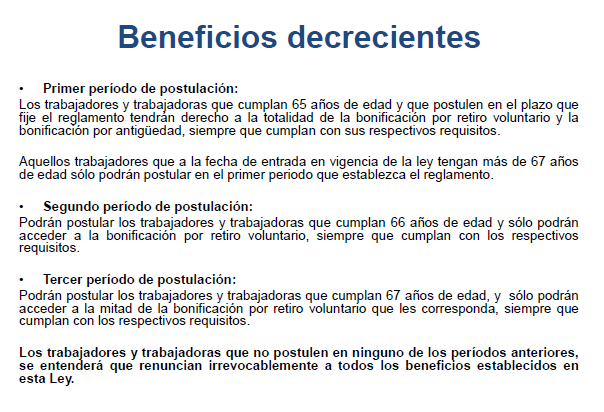 Beneficios decrecientes
• Primer período de postulación:
Los trabajadores y trabajadoras que cumplan 65 años de edad y que postulen en el plazo que
fije el reglamento tendrán derecho a la totalidad de la bonificación por retiro voluntario y la
bonificación por antigüedad, siempre que cumplan con sus respectivos requisitos.
Aquellos trabajadores que a la fecha de entrada en vigencia de la ley tengan más de 67 años
de edad sólo podrán postular en el primer periodo que establezca el reglamento.
• Segundo período de postulación:
Podrán postular los trabajadores y trabajadoras que cumplan 66 años de edad y sólo podrán
acceder a la bonificación por retiro voluntario, siempre que cumplan con los respectivos
requisitos.
• Tercer período de postulación:
Podrán postular los trabajadores y trabajadoras que cumplan 67 años de edad, y sólo podrán
acceder a la mitad de la bonificación por retiro voluntario que les corresponda, siempre que
cumplan con los respectivos requisitos.
Los trabajadores y trabajadoras que no postulen en ninguno de los períodos anteriores,
se entenderá que renuncian irrevocablemente a todos los beneficios establecidos en
esta Ley.